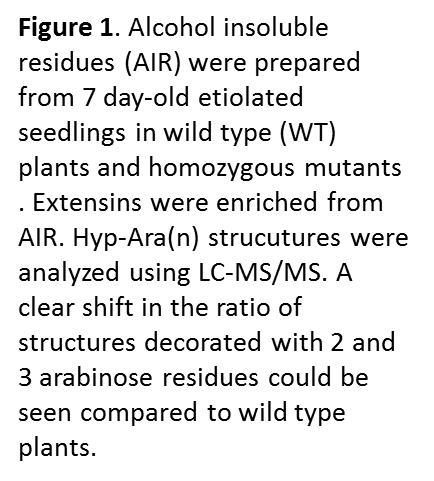 Figure 1. Alcohol insoluble
residues (AIR) were prepared
from 7 day-old etiolated
seedlings in wild type (WT)
plants and homozygous mutants
. Extensins were enriched from
AIR. Hyp-Ara(n) strucutures were
analyzed using LC-MS/MS. A
clear shift in the ratio of
structures decorated with 2 and
3 arabinose residues could be
seen compared to wild type
plants.